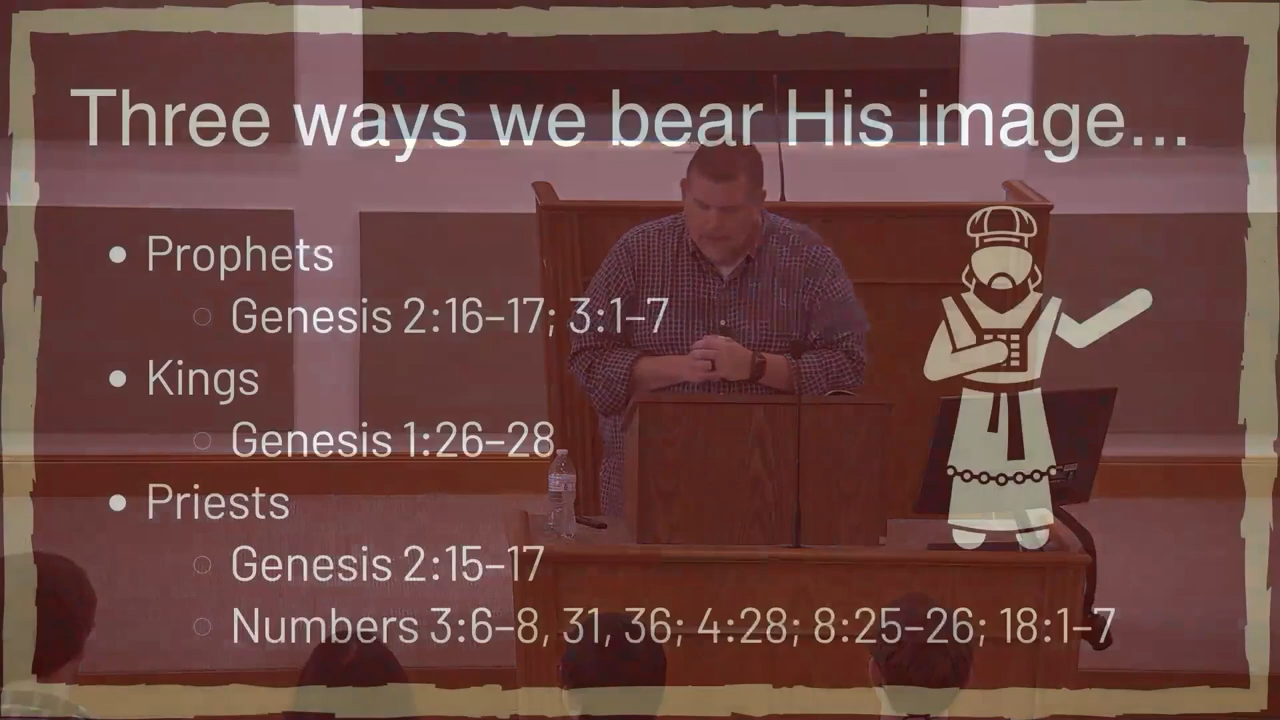 Three ways we bear His image...
• Prophets
○ Genesis 2:16–17; 3:1–7
• Kings
○ Genesis 1:26–28
• Priests
○ Genesis 2:15–17
○ Numbers 3:6–8, 31, 36; 4:28; 8:25–26; 18:1–7